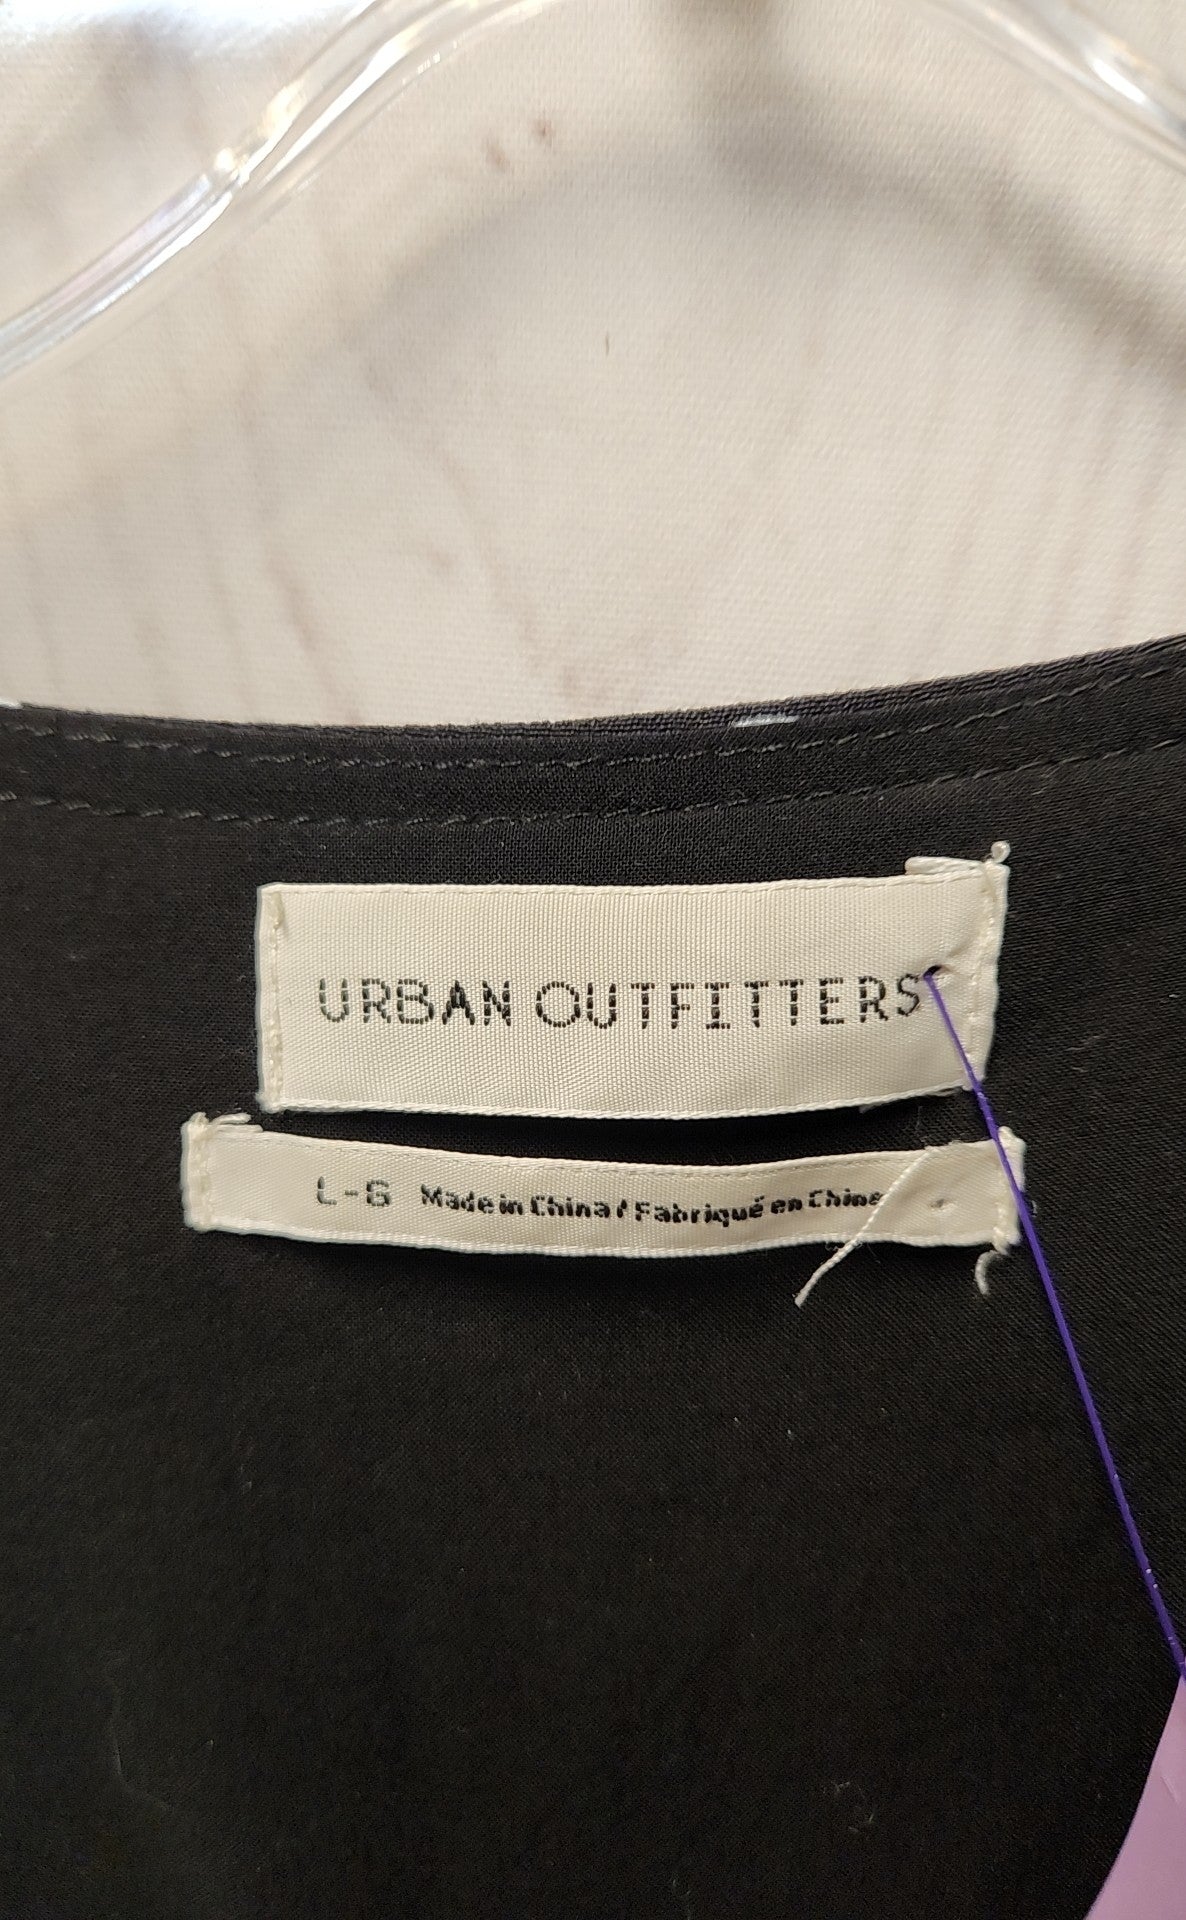 URBAN OUTFITTERS
L-G Made in China / Fabriqué en Chine